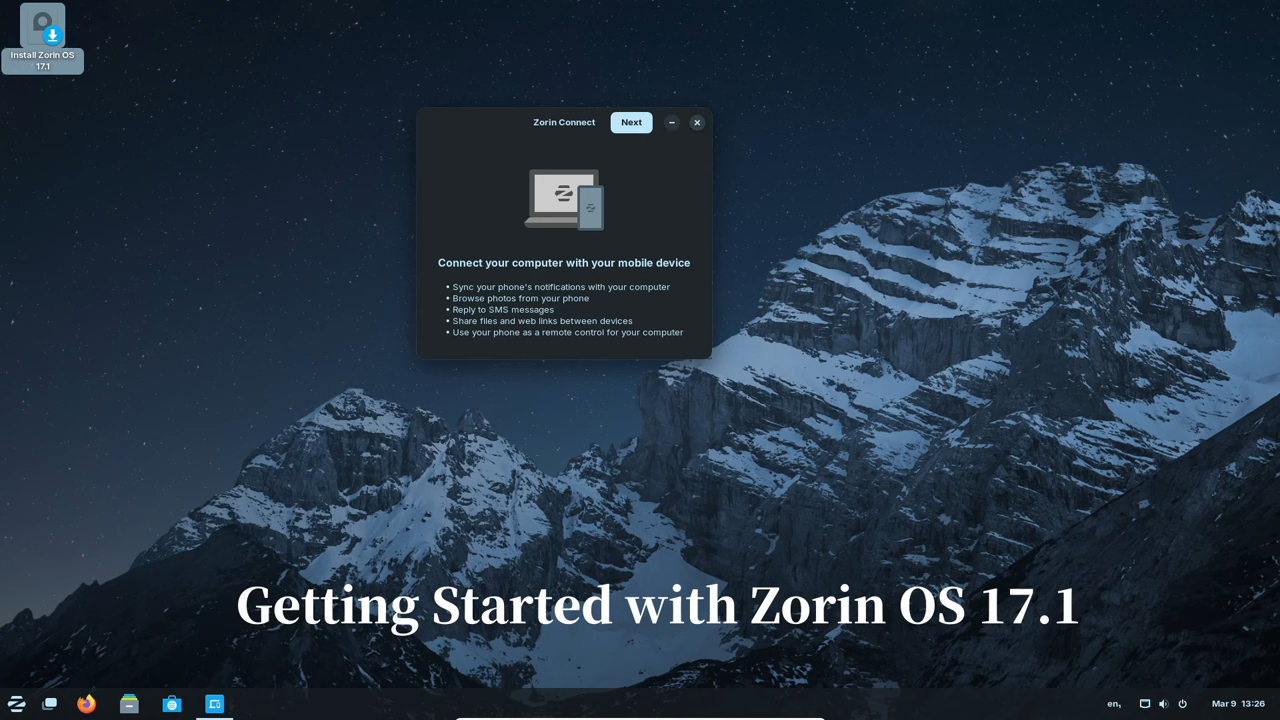 Install Zorin OS
17.1
Zorin Connect
Next
Connect your computer with your mobile device
• Sync your phone's notifications with your computer
• Browse photos from your phone
• Reply to SMS messages
• Share files and web links between devices
• Use your phone as a remote control for your computer
Getting Started with Zorin OS 17.1
en₁ Mar 9 13:26